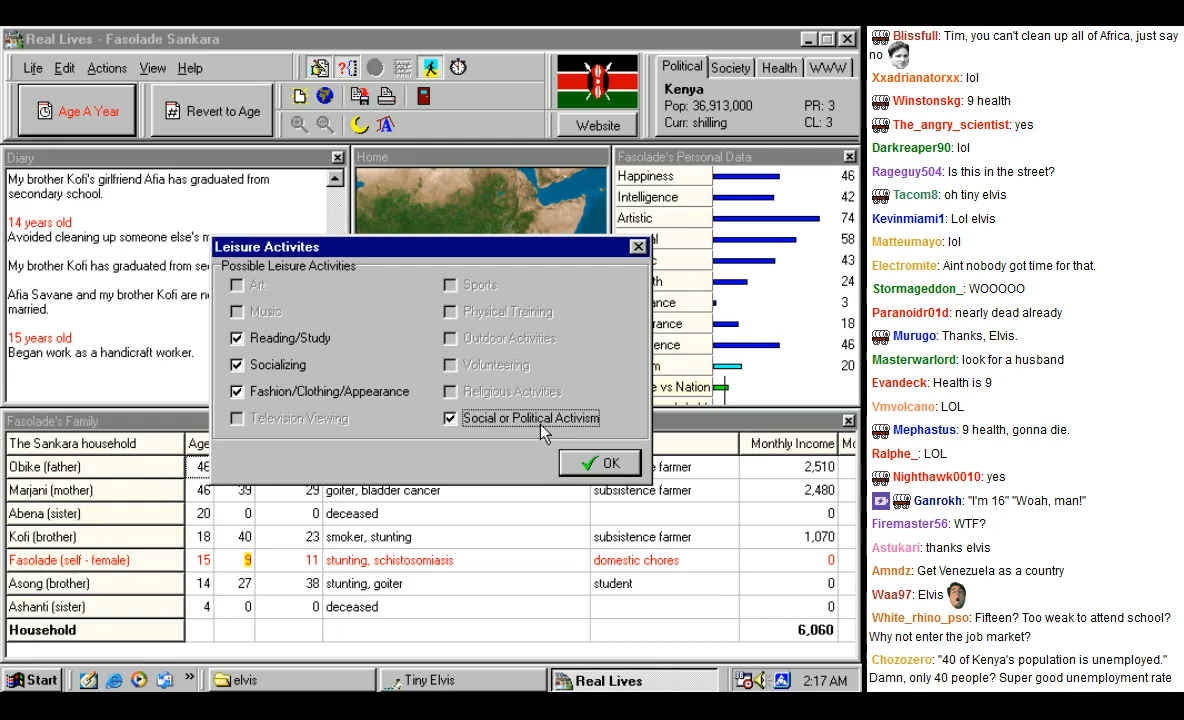 Real Lives - Fasolade Sankara
Life Edit Actions View Help
Age A Year
Revert to Age
Website
Political Society Health WWW
Kenya
Pop: 36,913,000 PR: 3
Curr: shilling CL: 3
Diary
My brother Kofi's girlfriend Afia has graduated from
secondary school.
14 years old
Avoided cleaning up someone else's
My brother Kofi has graduated from
Afia Savane and my brother Kofi are
married.
15 years old
Began work as a handicraft worker.
Home
Fasolade's Personal Data
Happiness 46
Intelligence 42
Artistic 74
58
43
24
3
18
46
20
e vs Nation
Leisure Activites
Possible Leisure Activities
Art
Music
Reading/Study
Socializing
Fashion/Clothing/Appearance
Television Viewing
Sports
Physical Training
Outdoor Activities
Volunteering
Religious Activities
Social or Political Activism
OK
Fasolade's Family
The Sankara household Age Monthly Income
Obike (father) 46 2,510
Marjani (mother) 46 39 29 goiter, bladder cancer subsistence farmer 2,480
Abena (sister) 20 0 0 deceased 0
Kofi (brother) 18 40 23 smoker, stunting subsistence farmer 1,070
Fasolade (self - female) 15 9 11 stunting, schistosomiasis domestic chores 0
Asong (brother) 14 27 38 stunting, goiter student 0
Ashanti (sister) 4 0 0 deceased 0
Household 6,060
Start » elvis Tiny Elvis Real Lives 2:17 AM
Blissfull: Tim, you can't clean up all of Africa, just say
no
Xxadrianatorxx: lol
Winstonskg: 9 health
The_angry_scientist: yes
Darkreaper90: lol
Rageguy504: Is this in the street?
Tacom8: oh tiny elvis
Kevinmiami1: Lol elvis
Matteumayo: lol
Electromite: Aint nobody got time for that.
Stormageddon_: WOOOOO
Paranoidr01d: nearly dead already
Murugo: Thanks, Elvis.
Masterwarlord: look for a husband
Evandeck: Health is 9
Vmvolcano: LOL
Mephastus: 9 health, gonna die.
Ralphe_: LOL
Nighthawk0010: yes
Ganrokh: "I'm 16" "Woah, man!"
Firemaster56: WTF?
Astukari: thanks elvis
Amndz: Get Venezuela as a country
Waa97: Elvis
White_rhino_pso: Fifteen? Too weak to attend school?
Why not enter the job market?
Chozozero: "40 of Kenya's population is unemployed."
Damn, only 40 people? Super good unemployment rate